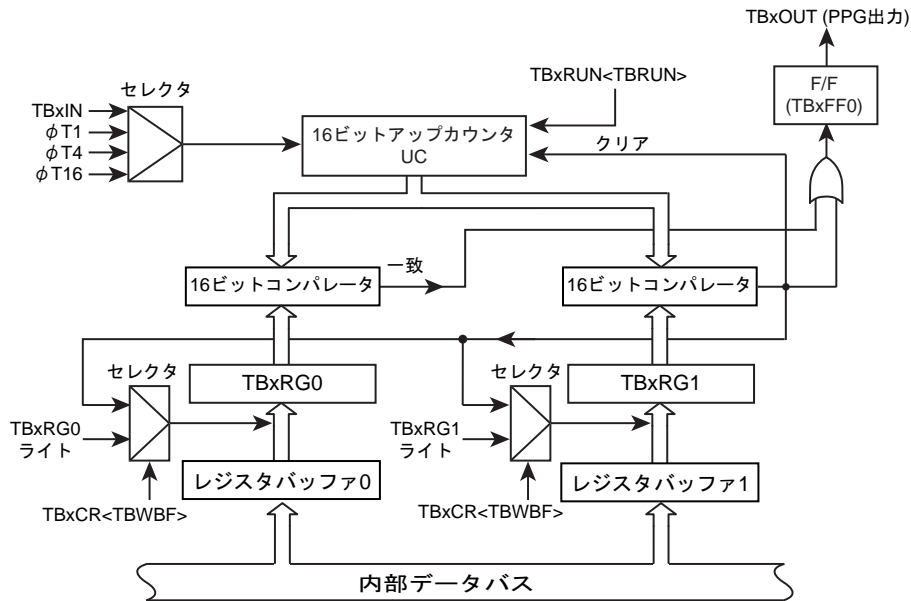 TBxOUT (PPG出力)
F/F
(TBxFF0)
TBxRUN<TBRUN>
セレクタ
TBxIN
φT1
φT4
φT16
16ビットアップカウンタ
UC
クリア
一致
16ビットコンパレータ
16ビットコンパレータ
セレクタ
TBxRG0
セレクタ
TBxRG1
TBxRG0
ライト
TBxRG1
ライト
レジスタバッファ0
レジスタバッファ1
TBxCR<TBWBF>
TBxCR<TBWBF>
内部データバス